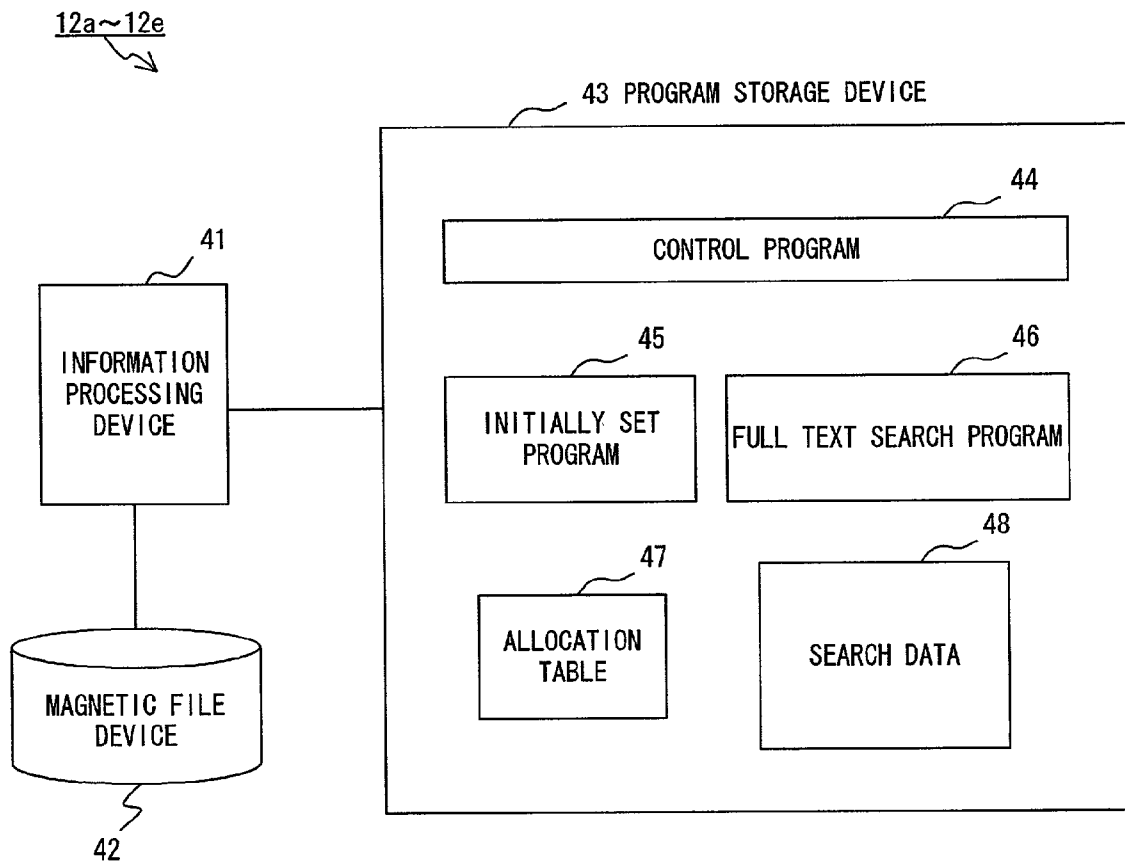 12a~12e
43 PROGRAM STORAGE DEVICE
44
CONTROL PROGRAM
41
INFORMATION
PROCESSING
DEVICE
45
INITIALLY SET
PROGRAM
46
FULL TEXT SEARCH PROGRAM
47
ALLOCATION
TABLE
48
SEARCH DATA
MAGNETIC FILE
DEVICE
42